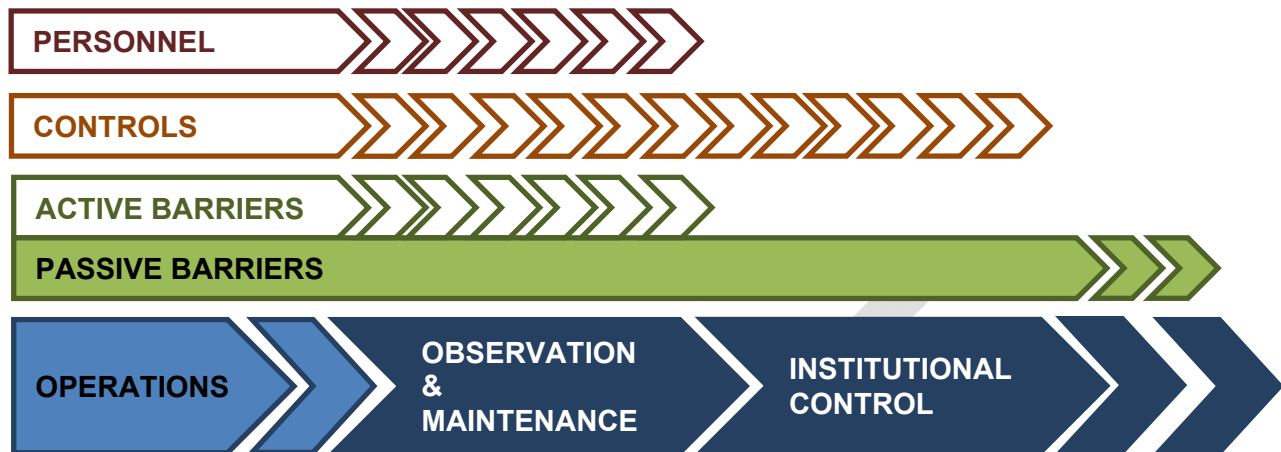 PERSONNEL
CONTROLS
ACTIVE BARRIERS
PASSIVE BARRIERS
OPERATIONS
OBSERVATION
&
MAINTENANCE
INSTITUTIONAL
CONTROL